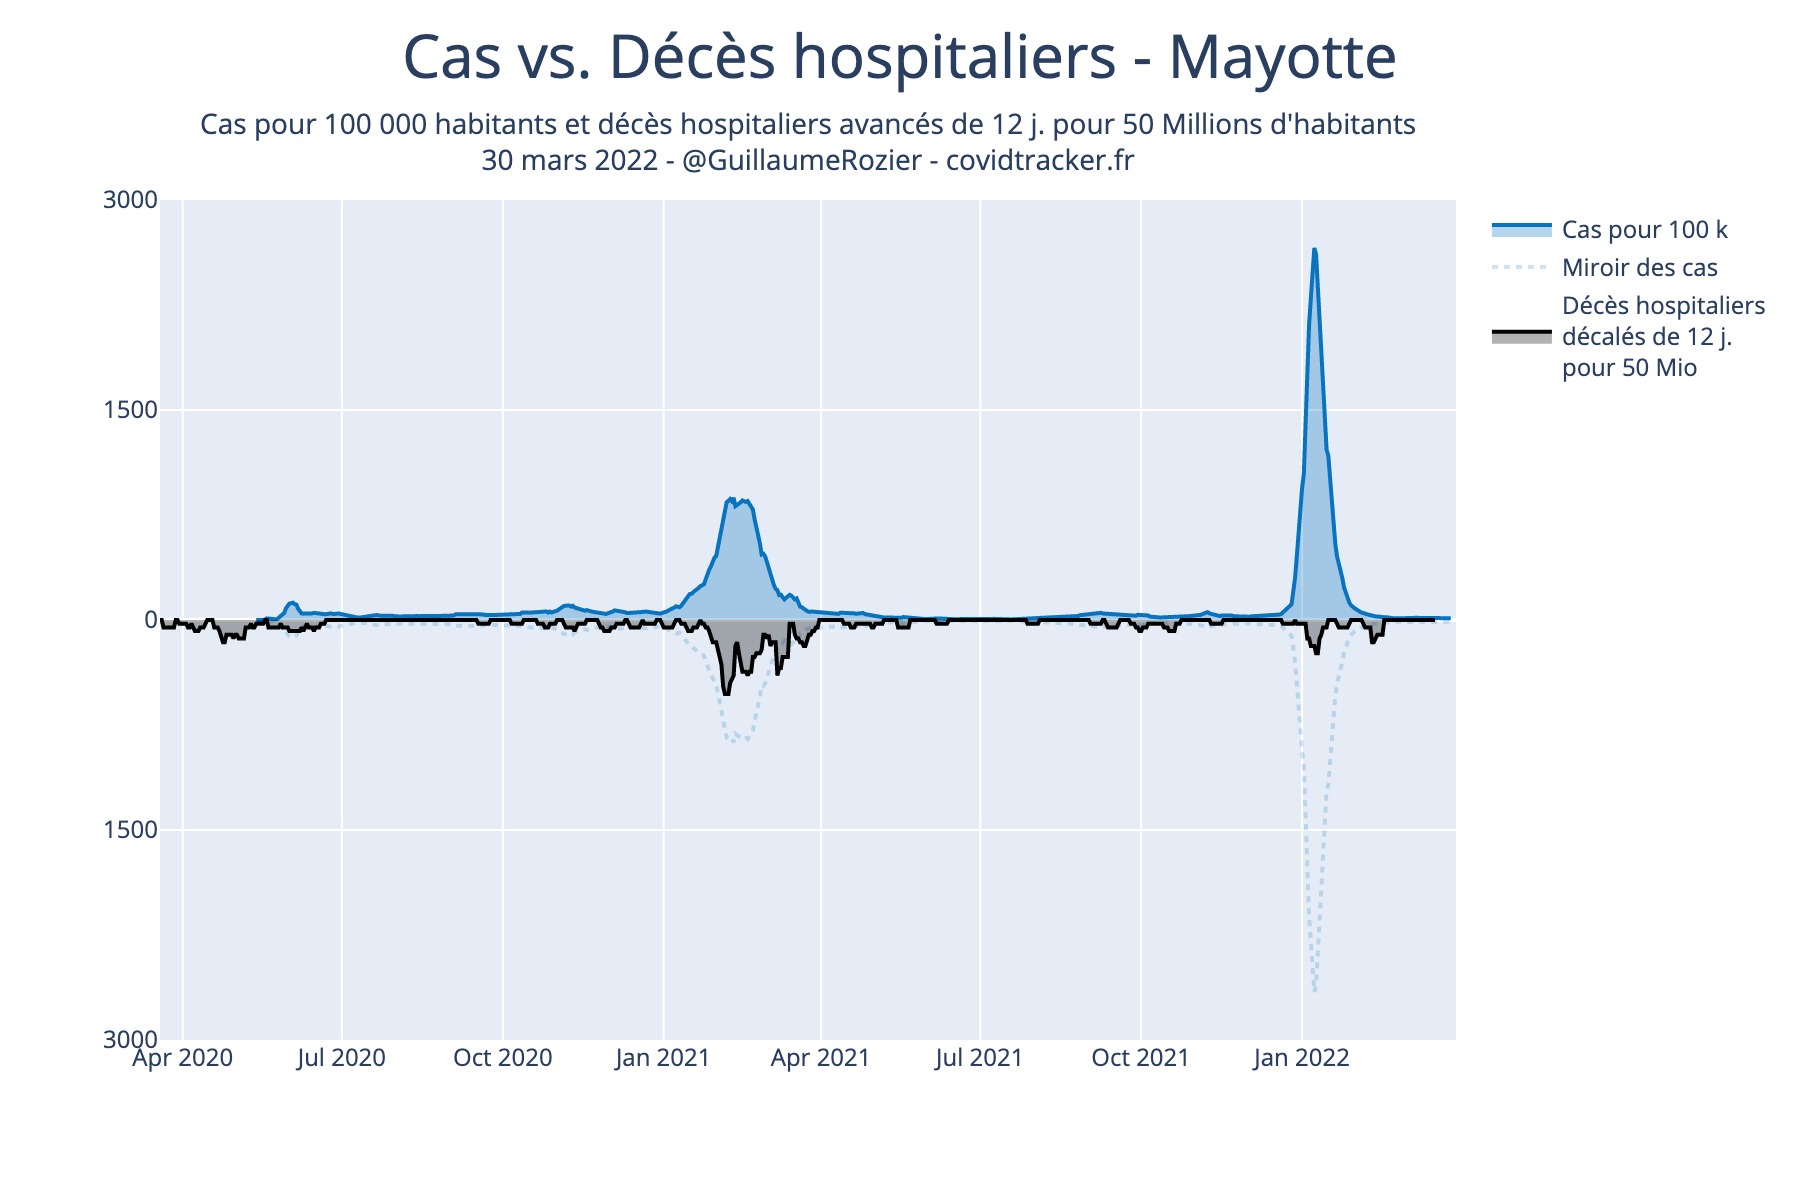 Cas vs. Décès hospitaliers - Mayotte
Cas pour 100 000 habitants et décès hospitaliers avancés de 12 j. pour 50 Millions d'habitants
30 mars 2022 - @GuillaumeRozier - covidtracker.fr
3000
1500
0
1500
3000
Apr 2020
Jul 2020
Oct 2020
Jan 2021
Apr 2021
Jul 2021
Oct 2021
Jan 2022
Cas pour 100 k
Miroir des cas
Décès hospitaliers
décalés de 12 j.
pour 50 Mio